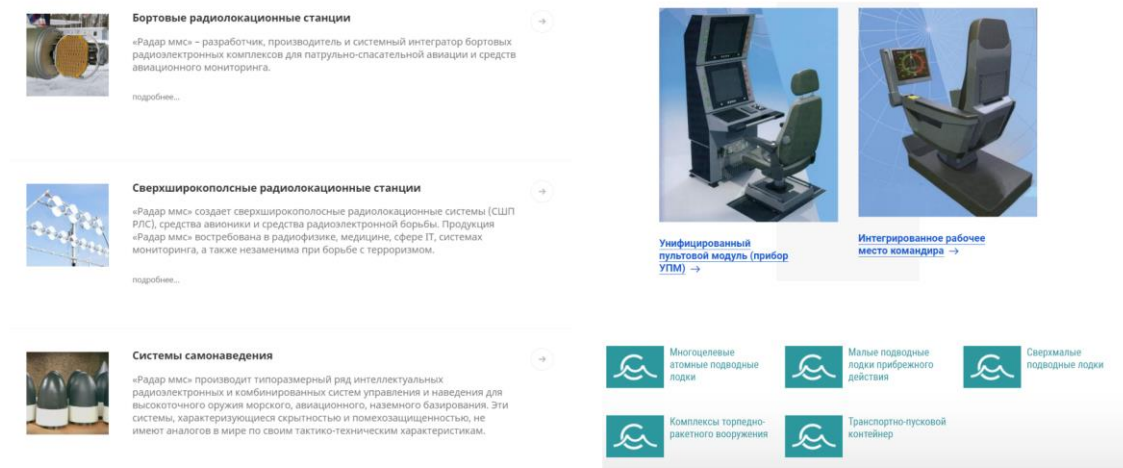 Бортовые радиолокационные станции
«Радар ммс» – разработчик, производитель и системный интегратор бортовых
радиоэлектронных комплексов для патрульно-спасательной авиации и средств
авиационного мониторинга.
подробнее...
Сверхширокополсные радиолокационные станции
«Радар ммс» создает сверхширокополосные радиолокационные системы (СШП
РЛС), средства авионики и средства радиоэлектронной борьбы. Продукция
«Радар ммс» востребована в радиофизике, медицине, сфере IT, системах
мониторинга, а также незаменима при борьбе с терроризмом.
подробнее...
Системы самонаведения
«Радар ммс» производит типоразмерный ряд интеллектуальных
радиоэлектронных и комбинированных систем управления и наведения для
высокоточного оружия морского, авиационного, наземного базирования. Эти
системы, характеризующиеся скрытностью и помехозащищенностью, не
имеют аналогов в мире по своим тактико-техническим характеристикам.
Унифицированный
пультовой модуль (прибор
УПМ) →
Интегрированное рабочее
место командира →
Многоцелевые
атомные подводные
лодки
Малые подводные
лодки прибрежного
действия
Сверхмалые
подводные лодки
Комплексы торпедно-
ракетного вооружения
Транспортно-пусковой
контейнер